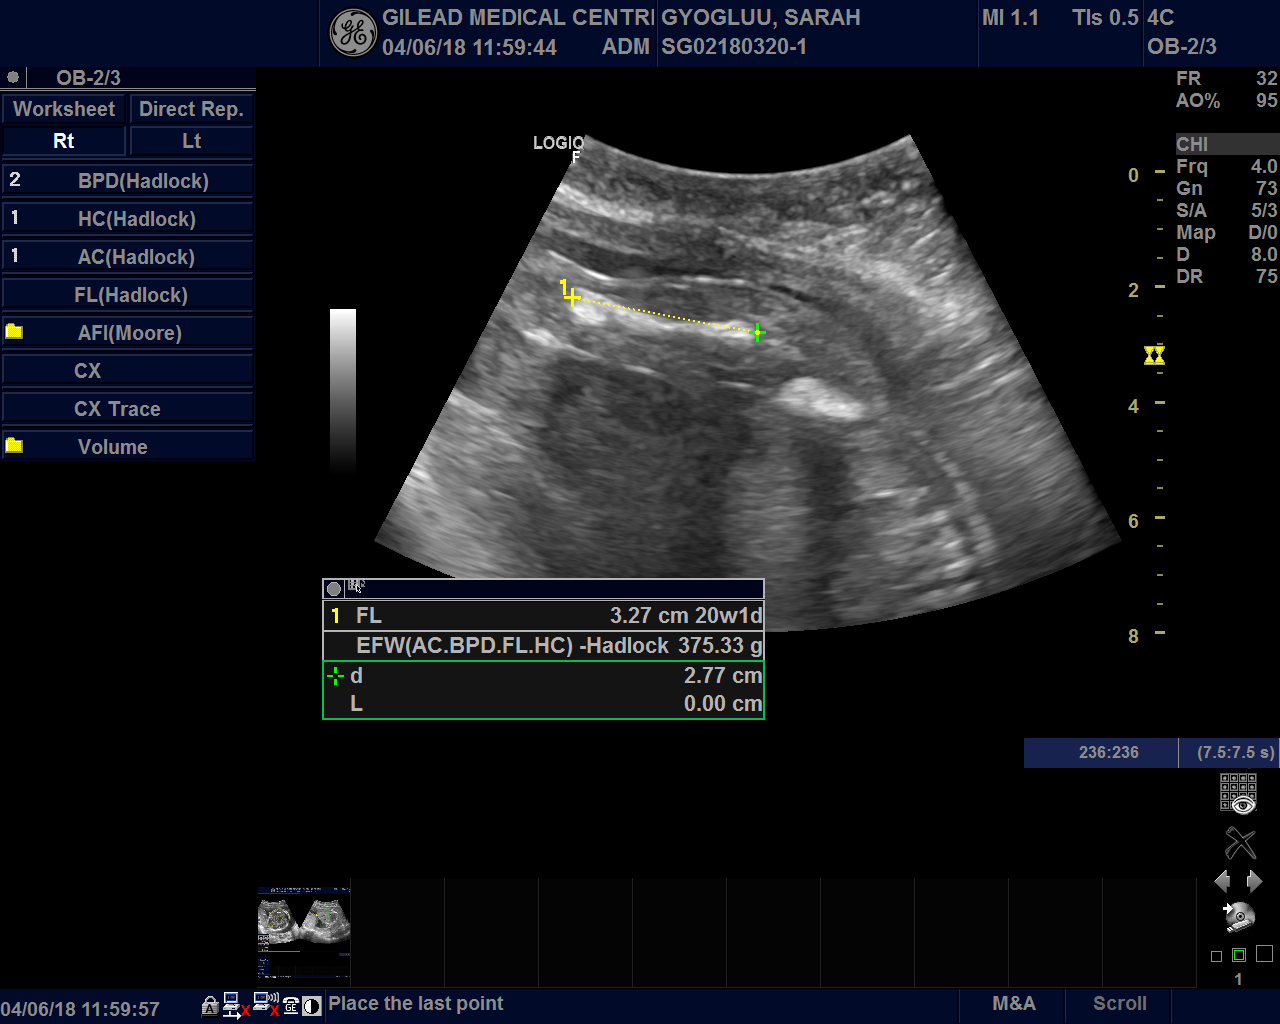 GILEAD MEDICAL CENTRI
GYOGLUU, SARAH
MI 1.1 TIs 0.5
4C
04/06/18 11:59:44 ADM
SG02180320-1
OB-2/3
OB-2/3
Worksheet Direct Rep.
Rt Lt
2 BPD(Hadlock)
1 HC(Hadlock)
1 AC(Hadlock)
FL(Hadlock)
AFI(Moore)
CX
CX Trace
Volume
LOGIQ
F
1
0
2
4
6
8
FR 32
AO% 95
CHI
Frq 4.0
Gn 73
S/A 5/3
Map D/0
D 8.0
DR 75
1 FL 3.27 cm 20w1d
EFW(AC.BPD.FL.HC) -Hadlock 375.33 g
d 2.77 cm
L 0.00 cm
236:236 (7.5:7.5 s)
1
04/06/18 11:59:57
Place the last point
M&A
Scroll